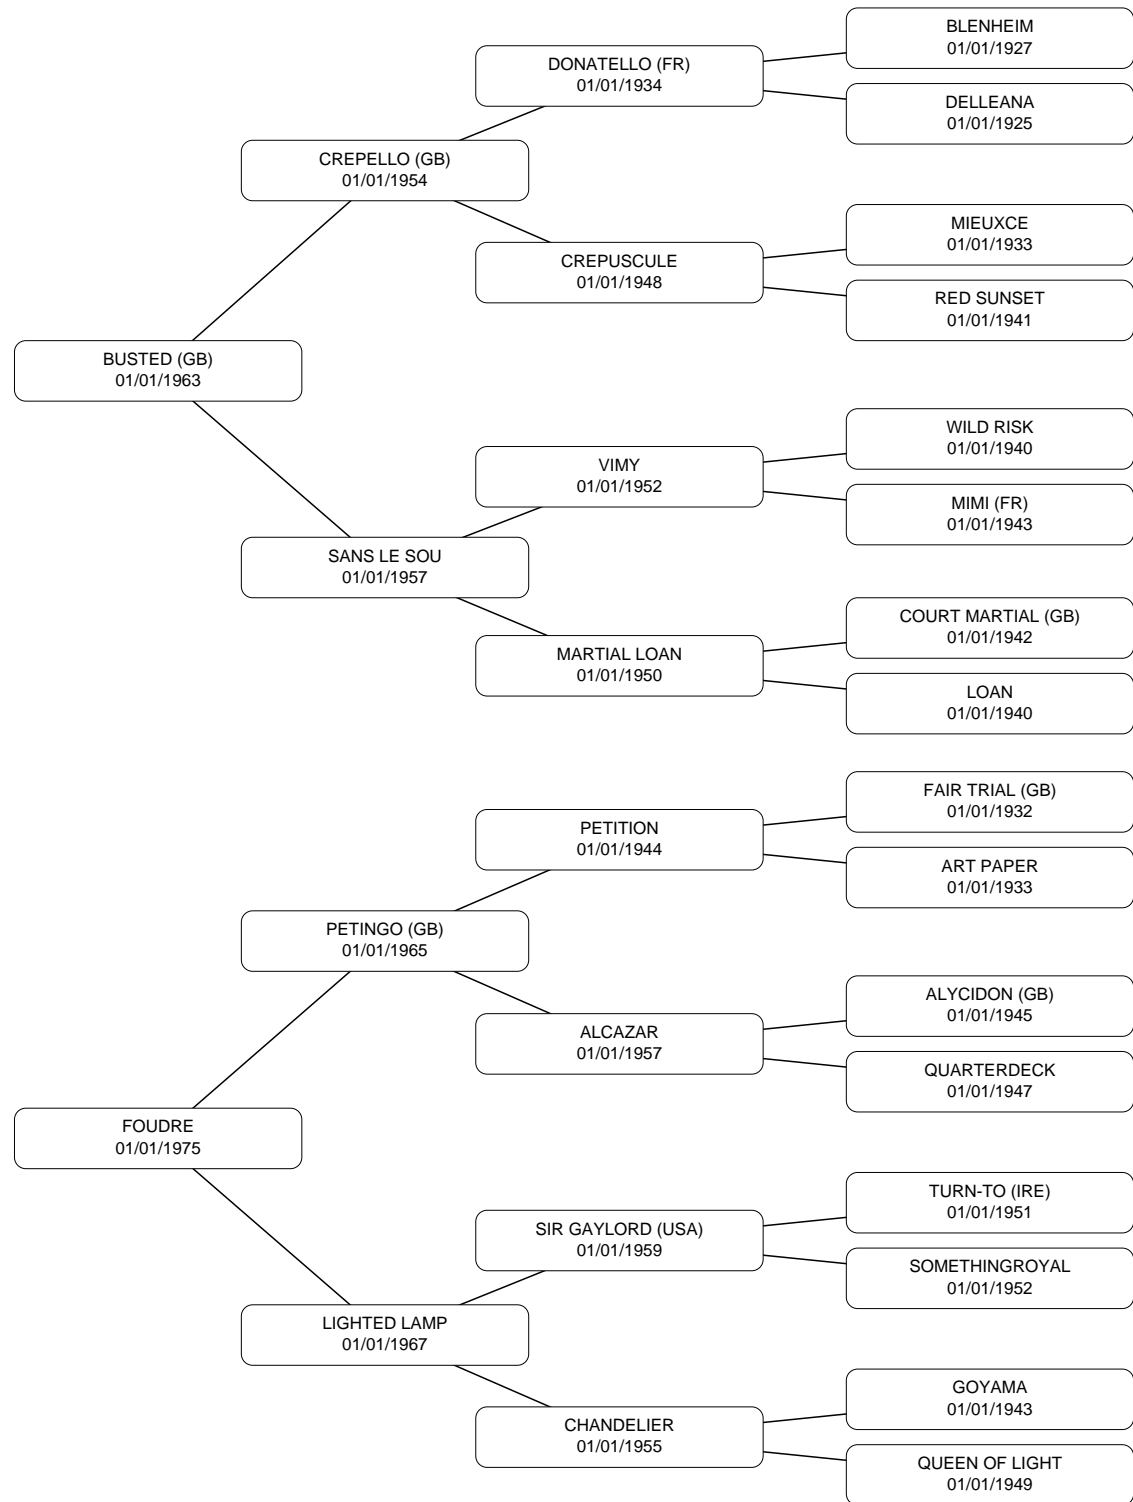 BLENHEIM
01/01/1927
DONATELLO (FR)
01/01/1934
DELLEANA
01/01/1925
CREPELLO (GB)
01/01/1954
MIEUXCE
01/01/1933
CREPUSCULE
01/01/1948
RED SUNSET
01/01/1941
BUSTED (GB)
01/01/1963
WILD RISK
01/01/1940
VIMY
01/01/1952
MIMI (FR)
01/01/1943
SANS LE SOU
01/01/1957
COURT MARTIAL (GB)
01/01/1942
MARTIAL LOAN
01/01/1950
LOAN
01/01/1940
FAIR TRIAL (GB)
01/01/1932
PETITION
01/01/1944
ART PAPER
01/01/1933
PETINGO (GB)
01/01/1965
ALYCIDON (GB)
01/01/1945
ALCAZAR
01/01/1957
QUARTERDECK
01/01/1947
FOUDRE
01/01/1975
TURN-TO (IRE)
01/01/1951
SIR GAYLORD (USA)
01/01/1959
SOMETHINGROYAL
01/01/1952
LIGHTED LAMP
01/01/1967
GOYAMA
01/01/1943
CHANDELIER
01/01/1955
QUEEN OF LIGHT
01/01/1949